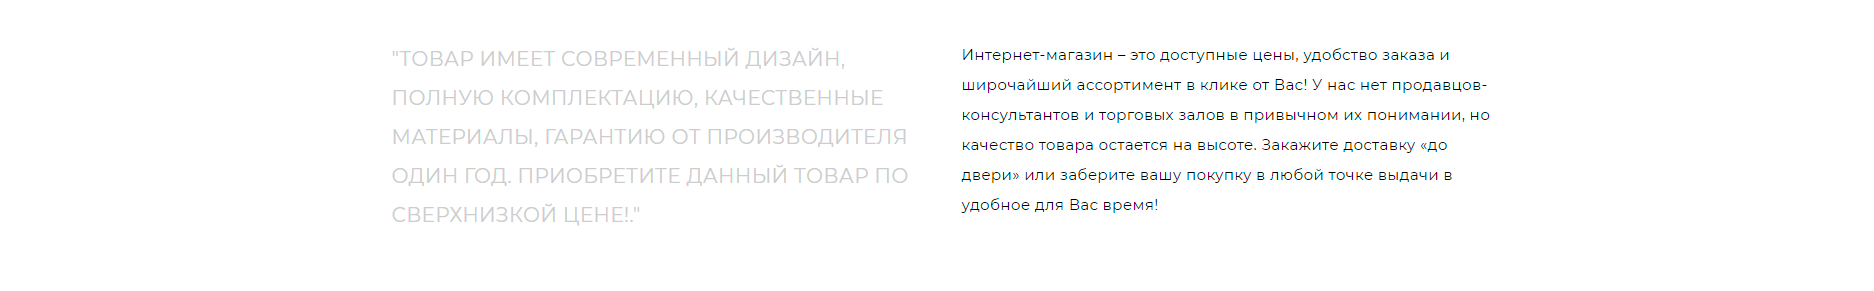 "ТОВАР ИМЕЕТ СОВРЕМЕННЫЙ ДИЗАЙН,
ПОЛНУЮ КОМПЛЕКТАЦИЮ, КАЧЕСТВЕННЫЕ
МАТЕРИАЛЫ, ГАРАНТИЮ ОТ ПРОИЗВОДИТЕЛЯ
ОДИН ГОД. ПРИОБРЕТИТЕ ДАННЫЙ ТОВАР ПО
СВЕРХНИЗКОЙ ЦЕНЕ!."
Интернет-магазин – это доступные цены, удобство заказа и
широчайший ассортимент в клике от Вас! У нас нет продавцов-
консультантов и торговых залов в привычном их понимании, но
качество товара остается на высоте. Закажите доставку «до
двери» или заберите вашу покупку в любой точке выдачи в
удобное для Вас время!